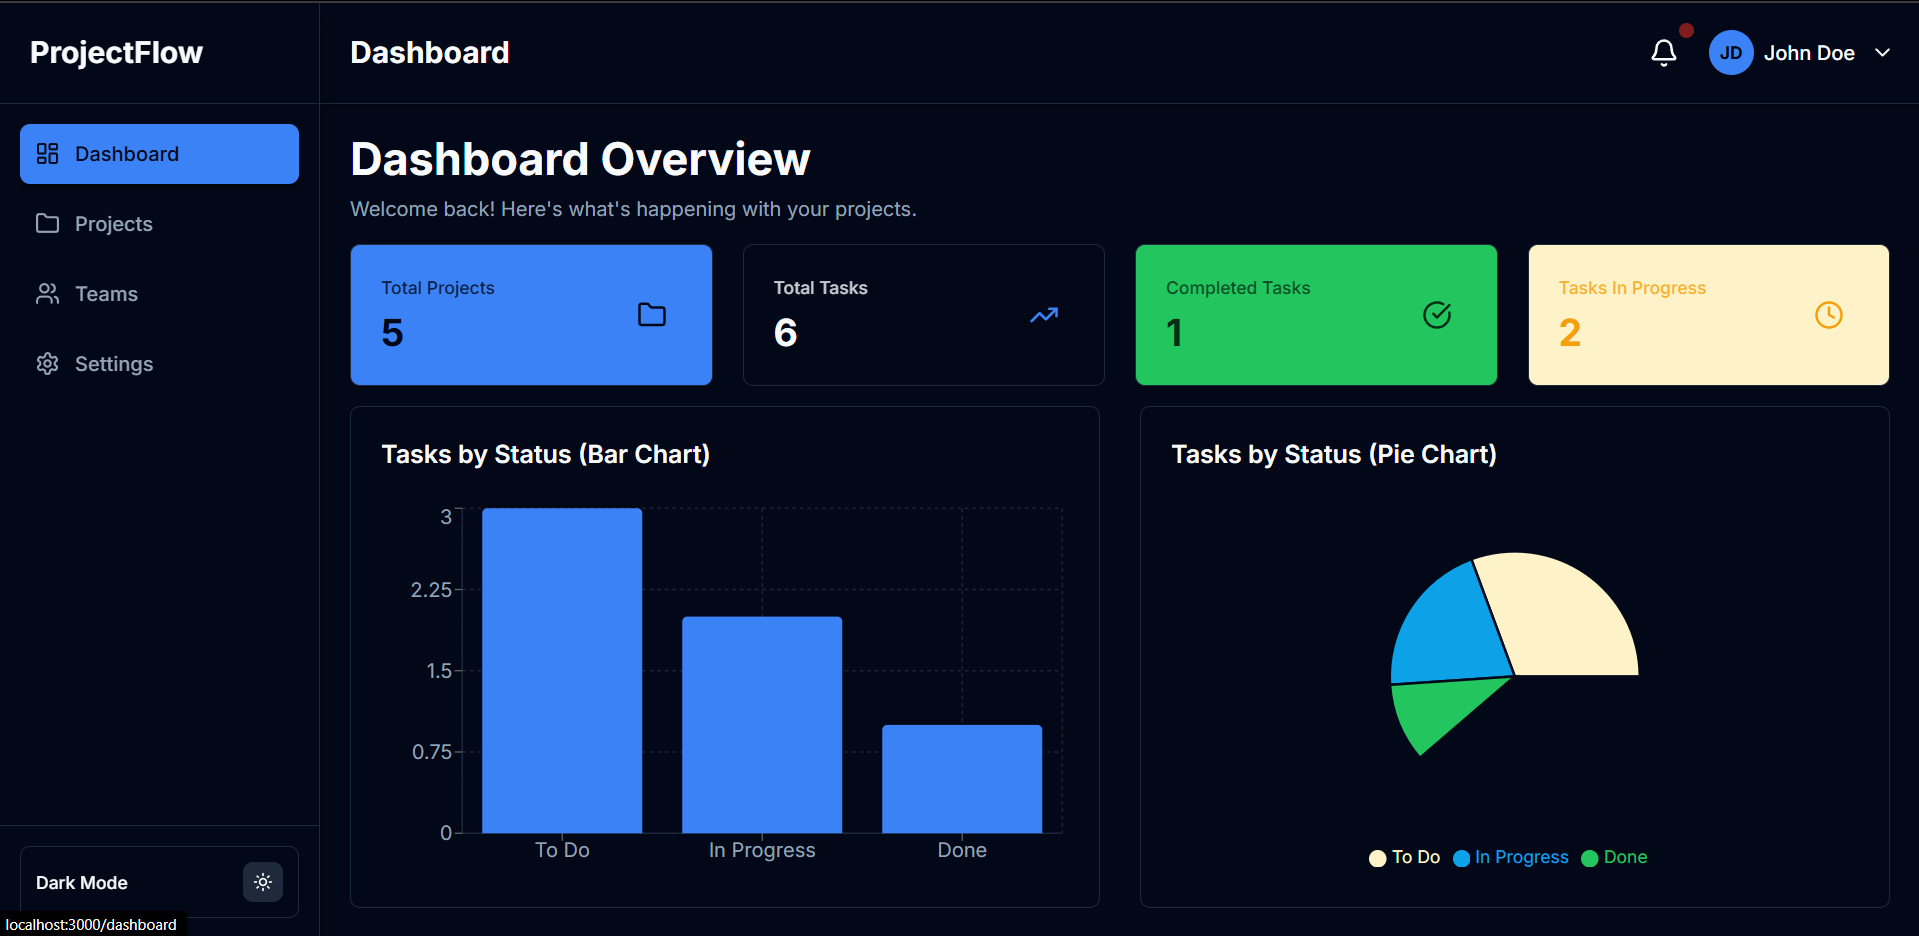 ProjectFlow
Dashboard
JD
John Doe
Dashboard
Projects
Teams
Settings
Dashboard Overview
Welcome back! Here's what's happening with your projects.
Total Projects
5
Total Tasks
6
Completed Tasks
1
Tasks In Progress
2
Tasks by Status (Bar Chart)
3
2.25
1.5
0.75
0
To Do
In Progress
Done
Tasks by Status (Pie Chart)
To Do
In Progress
Done
Dark Mode
localhost:3000/dashboard